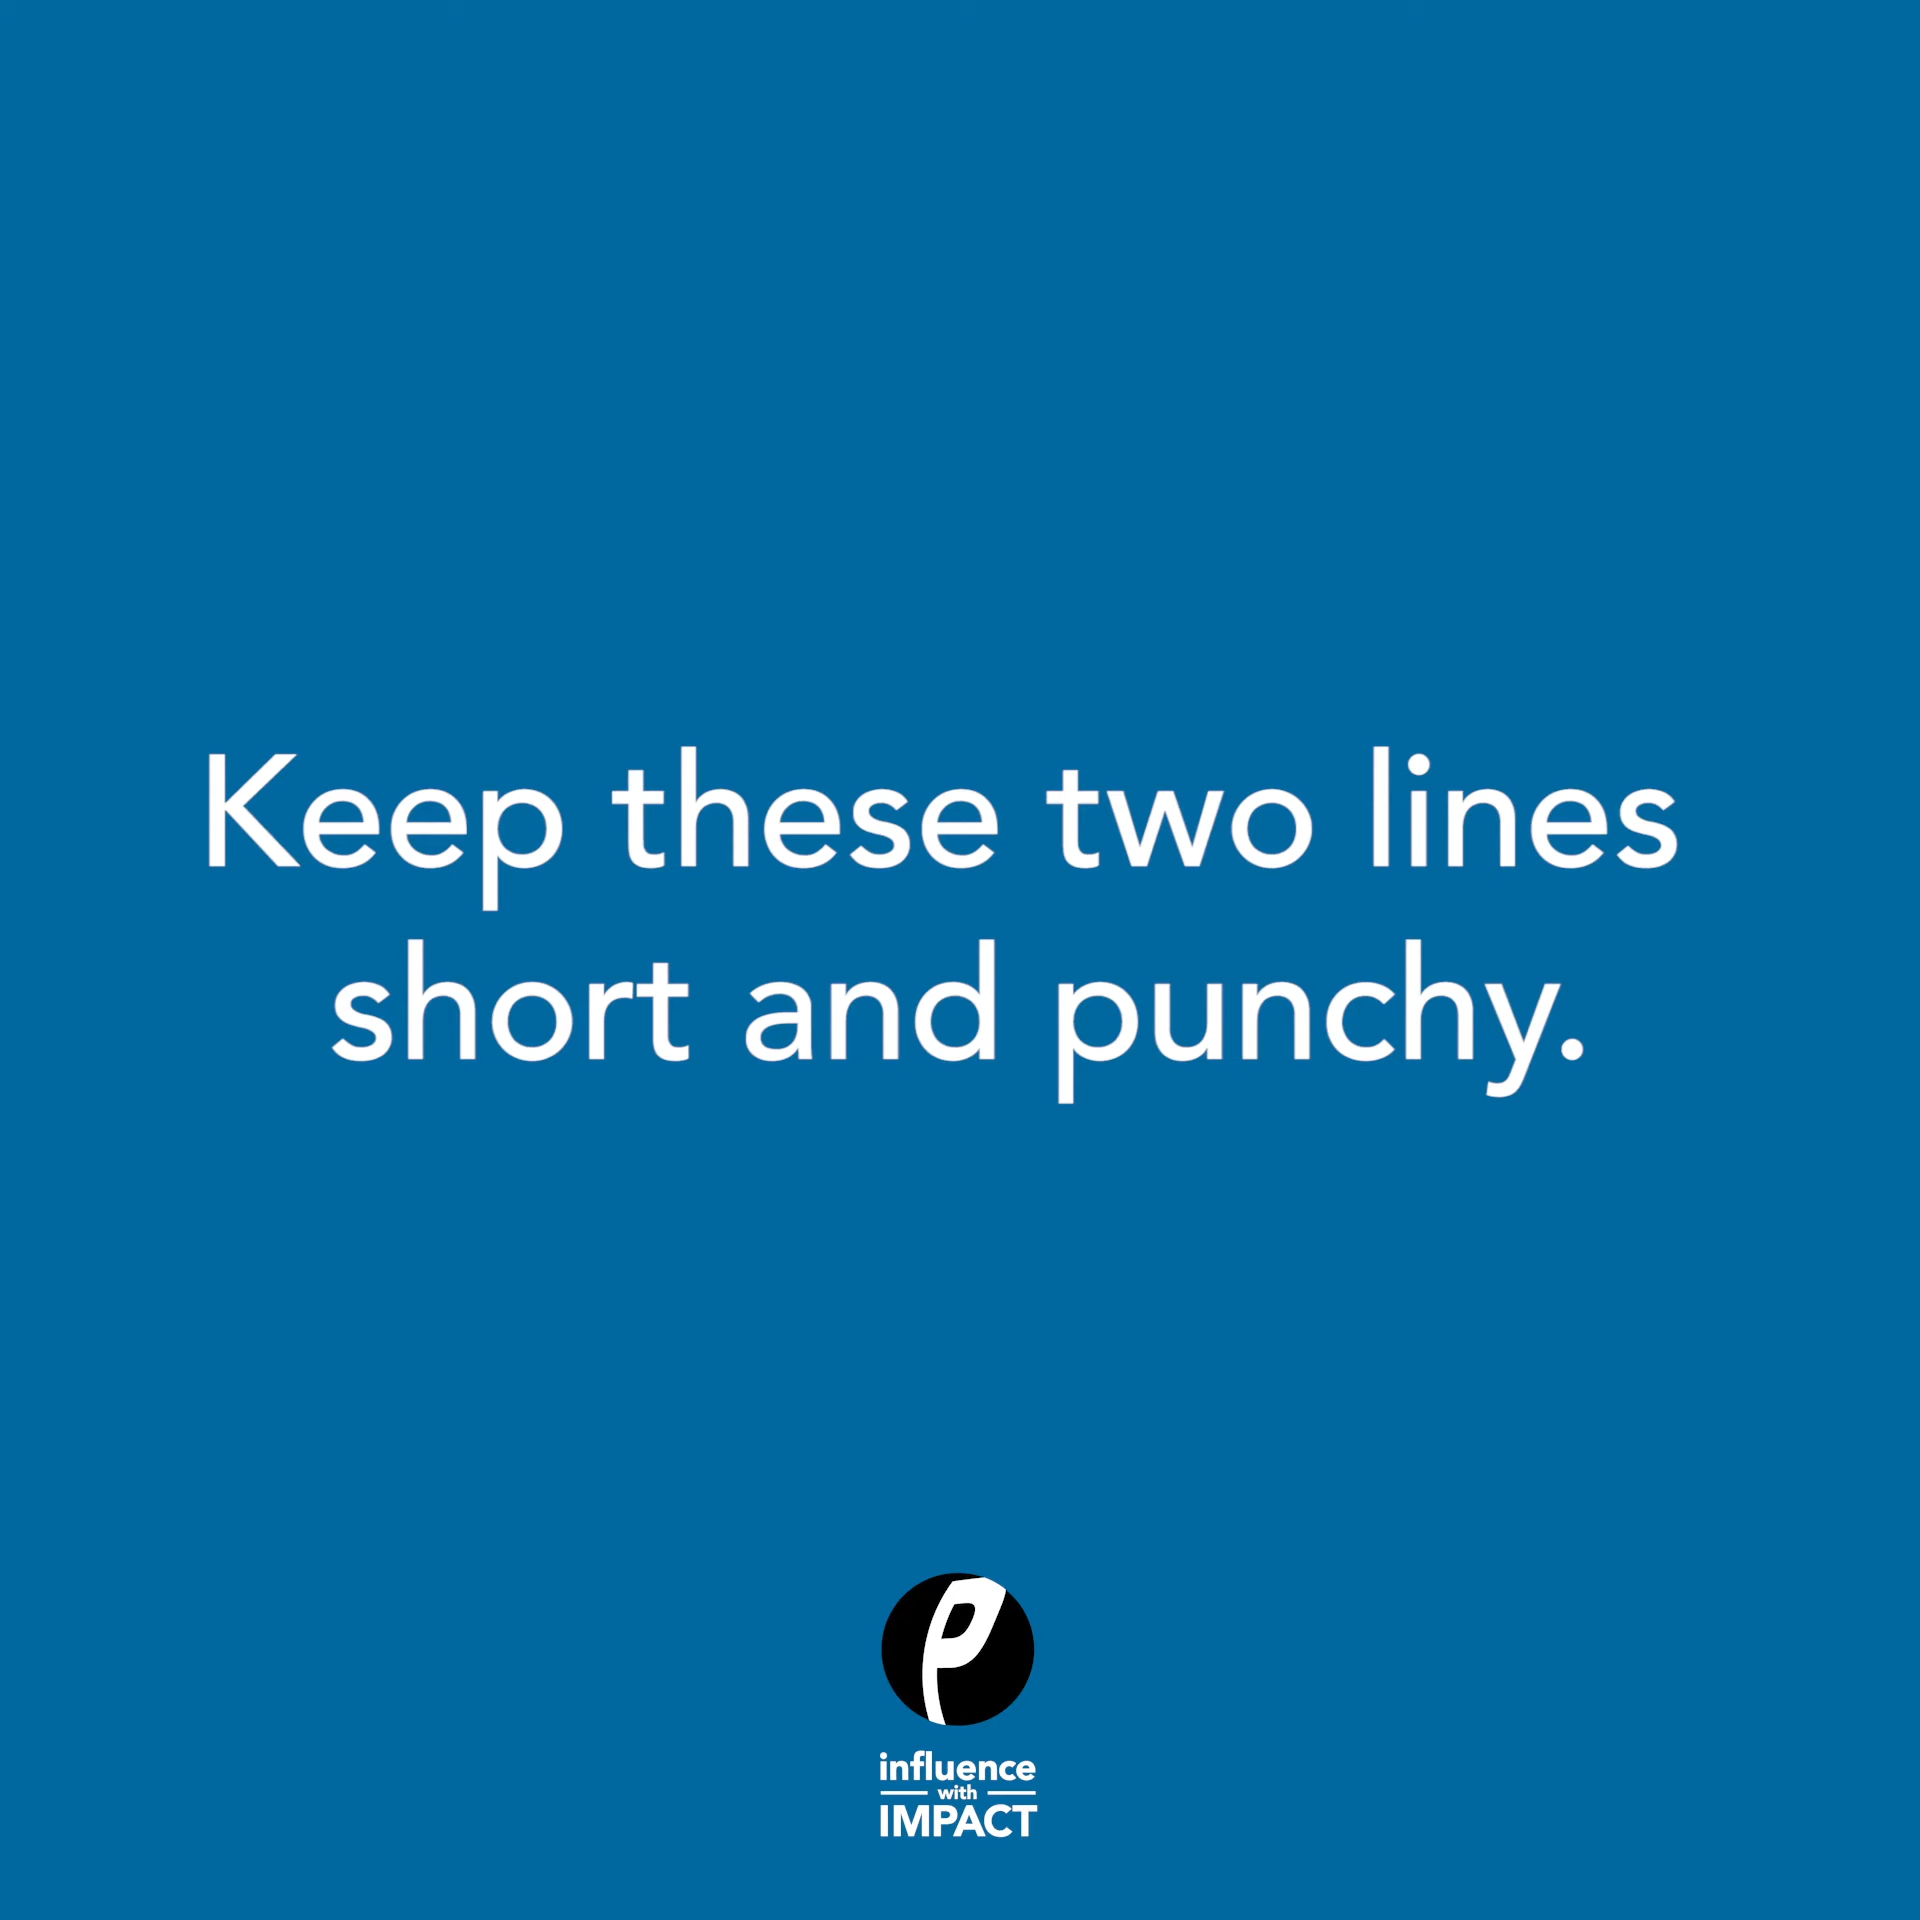 Keep these two lines
short and punchy.
P
influence
with
IMPACT